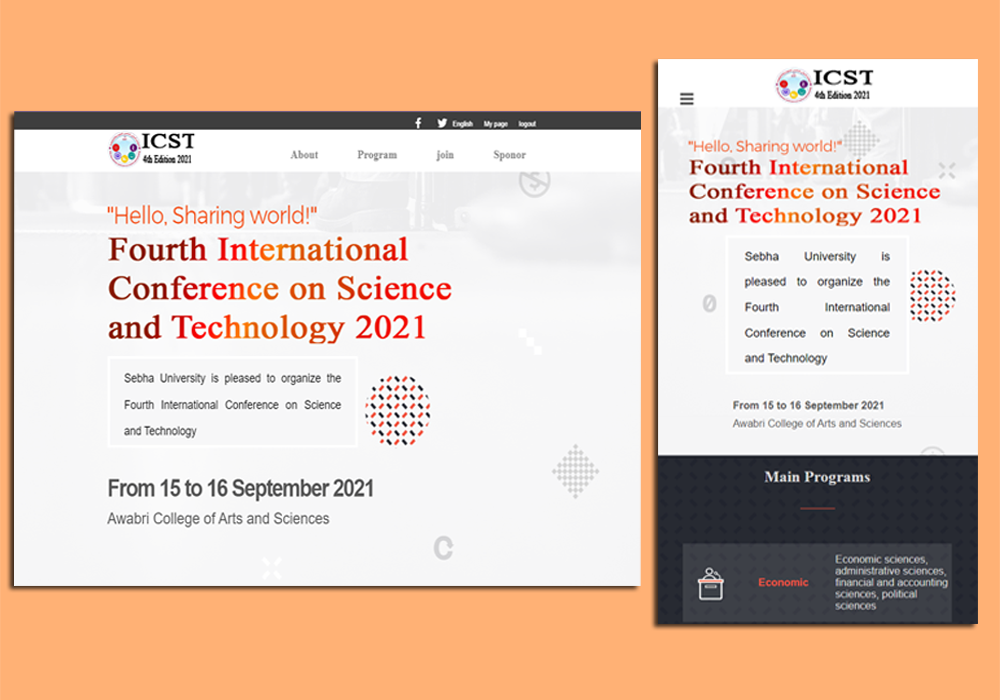 English My page logout
ICST
4th Edition 2021
About Program join Sponor
"Hello, Sharing world!"
Fourth International
Conference on Science
and Technology 2021
Sebha University is pleased to organize the
Fourth International Conference on Science
and Technology
From 15 to 16 September 2021
Awabri College of Arts and Sciences
ICST
4th Edition 2021
"Hello, Sharing world!"
Fourth International
Conference on Science
and Technology 2021
Sebha University is
pleased to organize the
Fourth International
Conference on Science
and Technology
From 15 to 16 September 2021
Awabri College of Arts and Sciences
Main Programs
Economic
Economic sciences,
administrative sciences,
financial and accounting
sciences, political
sciences